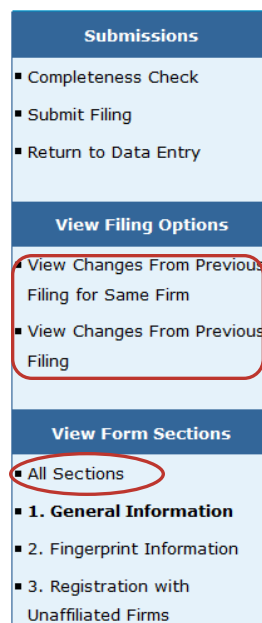 Submissions
Completeness Check
Submit Filing
Return to Data Entry
View Filing Options
View Changes From Previous
Filing for Same Firm
View Changes From Previous
Filing
View Form Sections
All Sections
1. General Information
2. Fingerprint Information
3. Registration with
Unaffiliated Firms